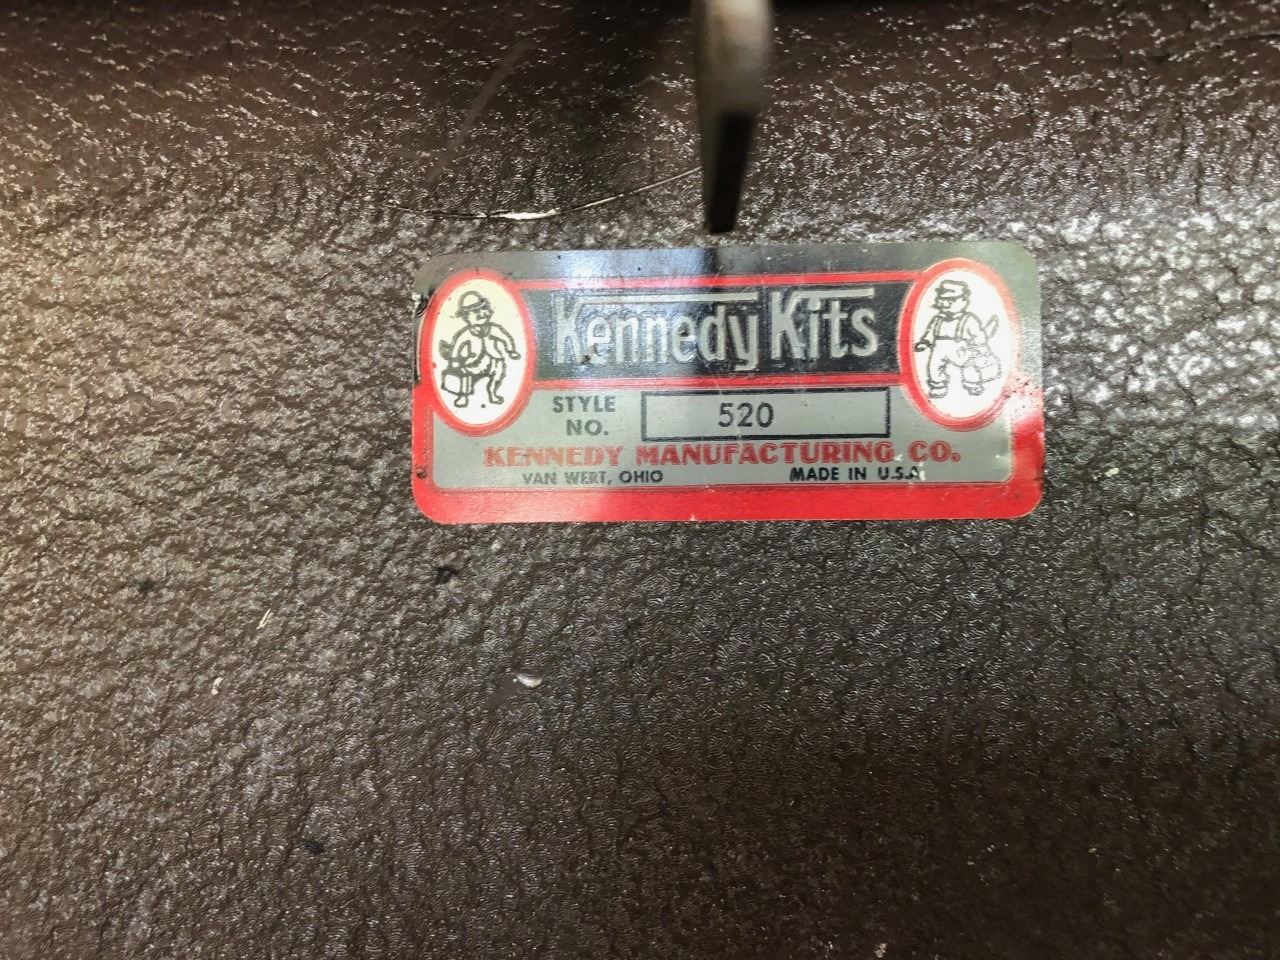 Kennedy Kits
STYLE NO. 520
KENNEDY MANUFACTURING CO.
VAN WERT, OHIO MADE IN U.S.A.